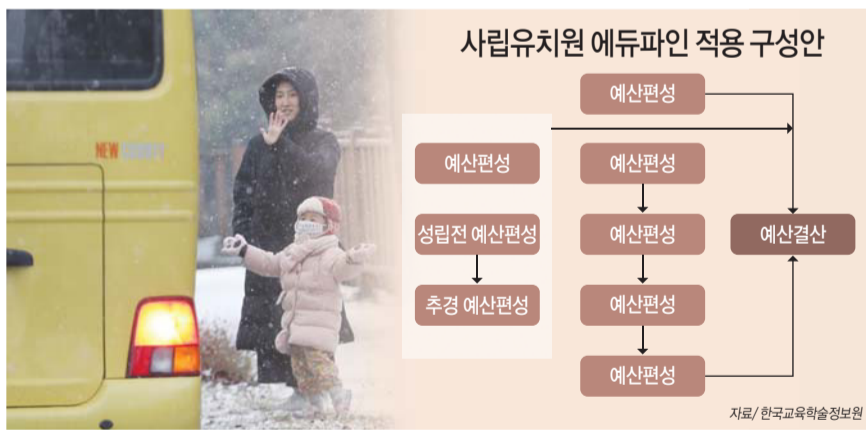 사립유치원 에듀파인 적용 구성안
예산편성
예산편성
예산편성
성립전 예산편성
예산편성
예산결산
추경 예산편성
예산편성
예산편성
자료/ 한국교육학술정보원
NEW